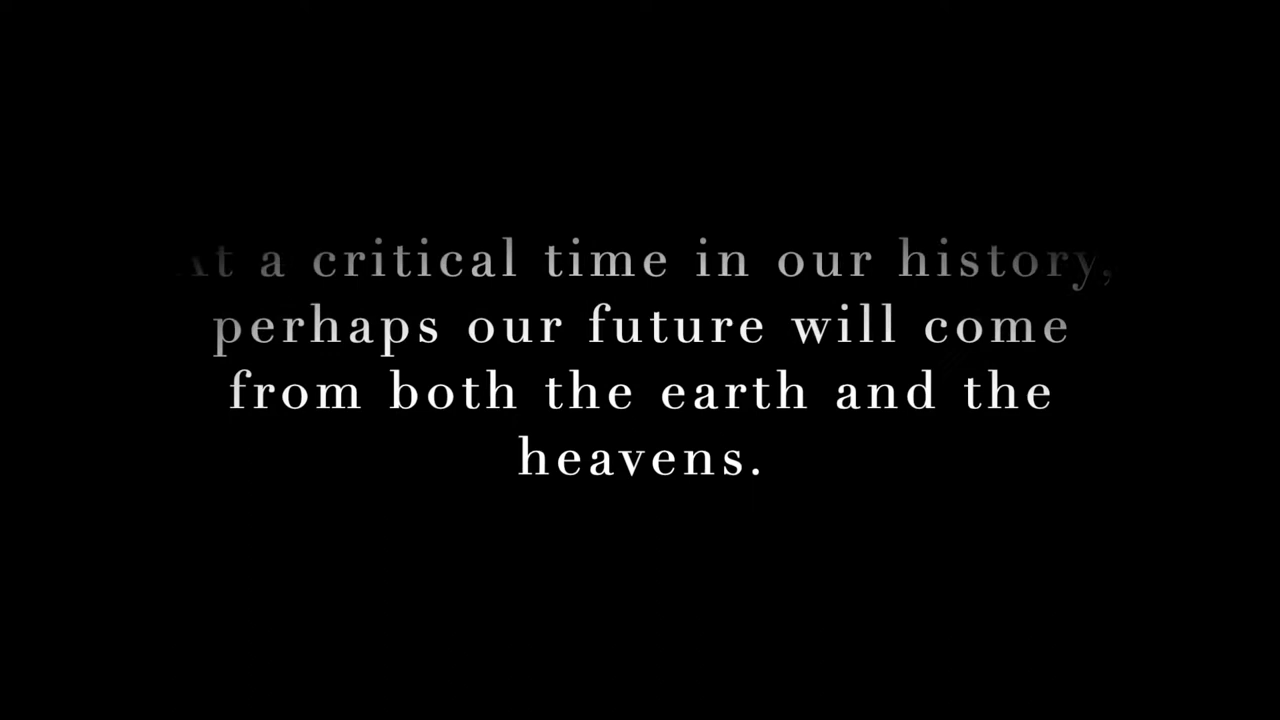 At a critical time in our history,
perhaps our future will come
from both the earth and the
heavens.